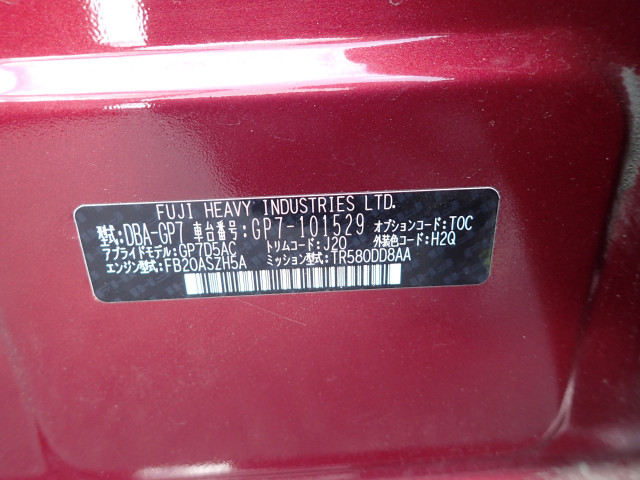 FUJI HEAVY INDUSTRIES LTD.
型式:DBA-GP7 車台番号:GP7-101529 オプションコード:TOC
アプライドモデル:GP7D5AC トリムコード:J20 外装色コード:H2Q
エンジン型式:FB20ASZH5A ミッション型式:TR580DD8AA